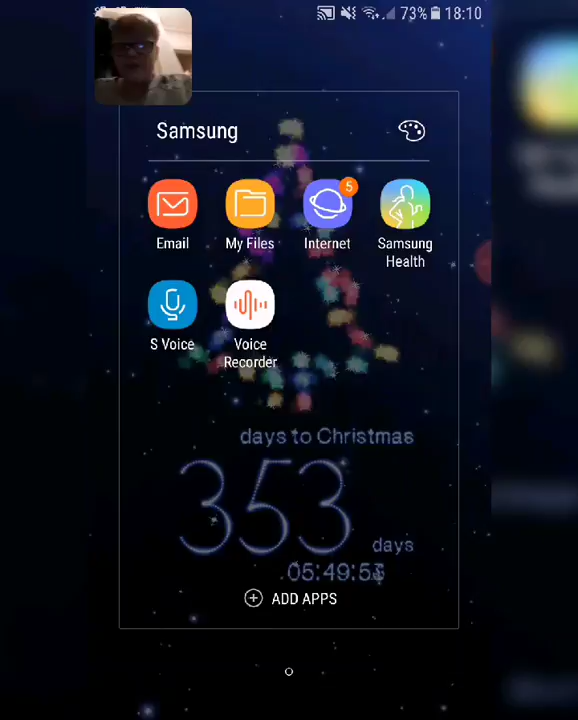 73% 18:10
Samsung
5
Email My Files Internet Samsung Health
S Voice Voice Recorder
days to Christmas
353
days
ADD APPS